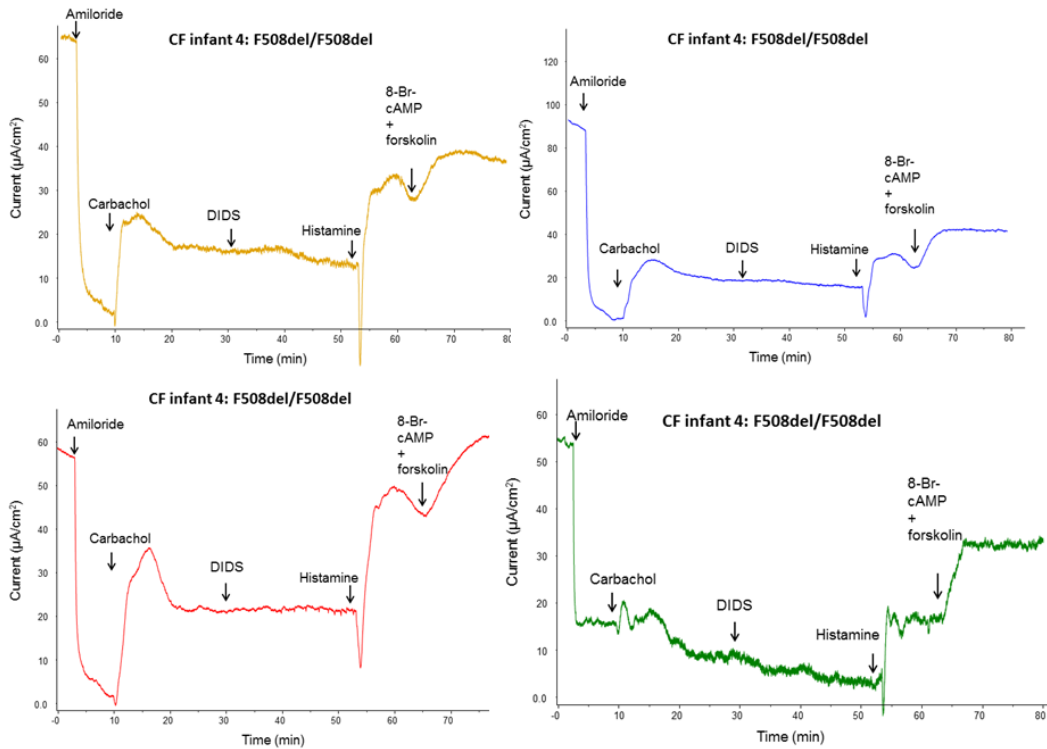 CF infant 4: F508del/F508del
Amiloride
Carbachol
DIDS
Histamine
8-Br-
cAMP
+
forskolin
Current (µA/cm²)
60
50
40
30
20
10
0.0
-0 10 20 30 40 50 60 70 80
Time (min)
CF infant 4: F508del/F508del
Amiloride
Carbachol
DIDS
Histamine
8-Br-
cAMP
+
forskolin
Current (µA/cm²)
120
100
80
60
40
20
0.0
-0 10 20 30 40 50 60 70 80
Time (min)
CF infant 4: F508del/F508del
Amiloride
Carbachol
DIDS
Histamine
8-Br-
cAMP
+
forskolin
Current (µA/cm²)
60
50
40
30
20
10
0.0
-0 10 20 30 40 50 60 70
Time (min)
CF infant 4: F508del/F508del
Amiloride
Carbachol
DIDS
Histamine
8-Br-
cAMP
+
forskolin
Current (µA/cm²)
60
50
40
30
20
10
0.0
-0 10 20 30 40 50 60 70 80
Time (min)